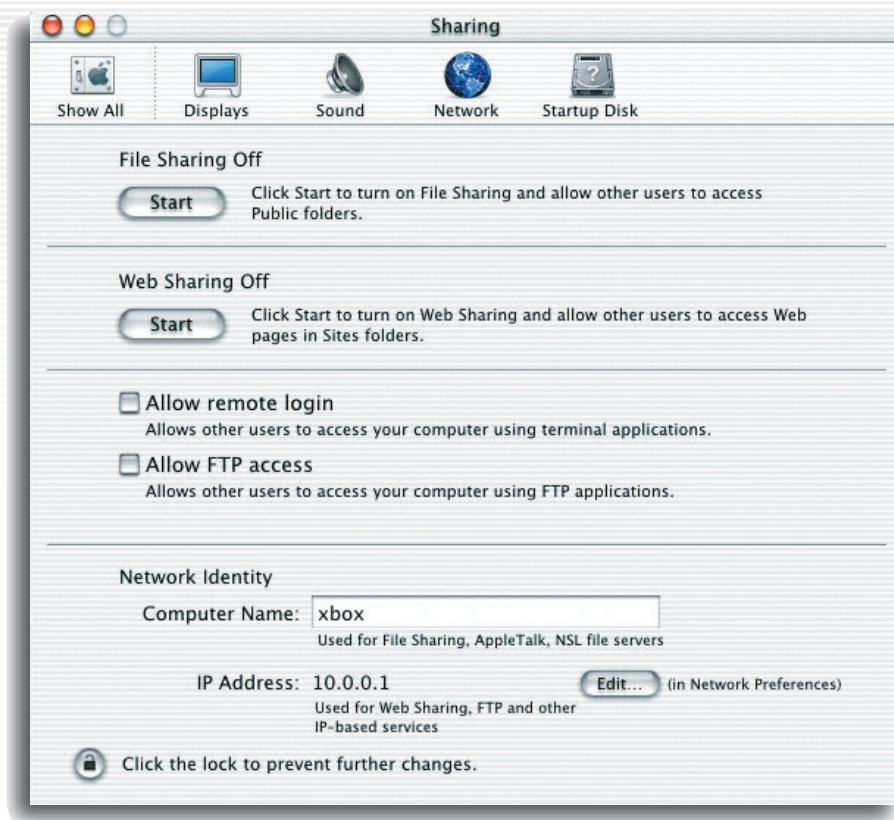 Sharing
Show All
Displays
Sound
Network
Startup Disk
File Sharing Off
Start
Click Start to turn on File Sharing and allow other users to access
Public folders.
Web Sharing Off
Start
Click Start to turn on Web Sharing and allow other users to access Web
pages in Sites folders.
Allow remote login
Allows other users to access your computer using terminal applications.
Allow FTP access
Allows other users to access your computer using FTP applications.
Network Identity
Computer Name: xbox
Used for File Sharing, AppleTalk, NSL file servers
IP Address: 10.0.0.1 Edit... (in Network Preferences)
Used for Web Sharing, FTP and other
IP-based services
Click the lock to prevent further changes.